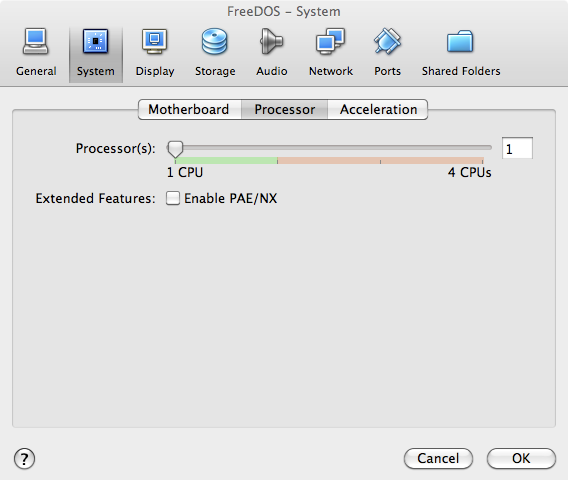 FreeDOS – System
General System Display Storage Audio Network Ports Shared Folders
Motherboard Processor Acceleration
Processor(s): 1
1 CPU 4 CPUs
Extended Features: Enable PAE/NX
? Cancel OK